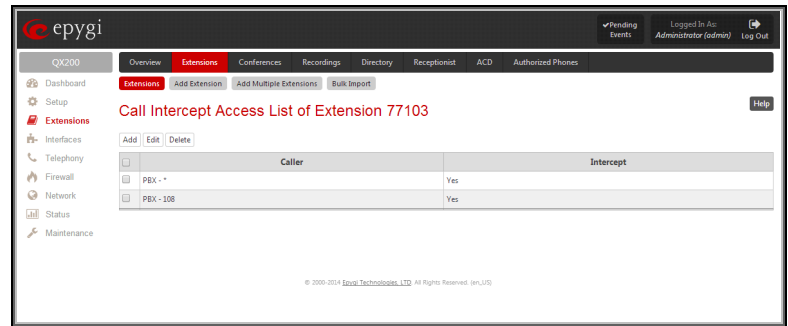 epygi
✔Pending Events
Logged In As:
Administrator (admin)
Log Out
QX200
Overview Extensions Conferences Recordings Directory Receptionist ACD Authorized Phones
Dashboard
Setup
Extensions
Interfaces
Telephony
Firewall
Network
Status
Maintenance
Extensions Add Extension Add Multiple Extensions Bulk Import
Call Intercept Access List of Extension 77103
Help
Add Edit Delete
Caller Intercept
PBX - * Yes
PBX - 108 Yes
© 2000-2014 Epygi Technologies, LTD. All Rights Reserved. (en_US)